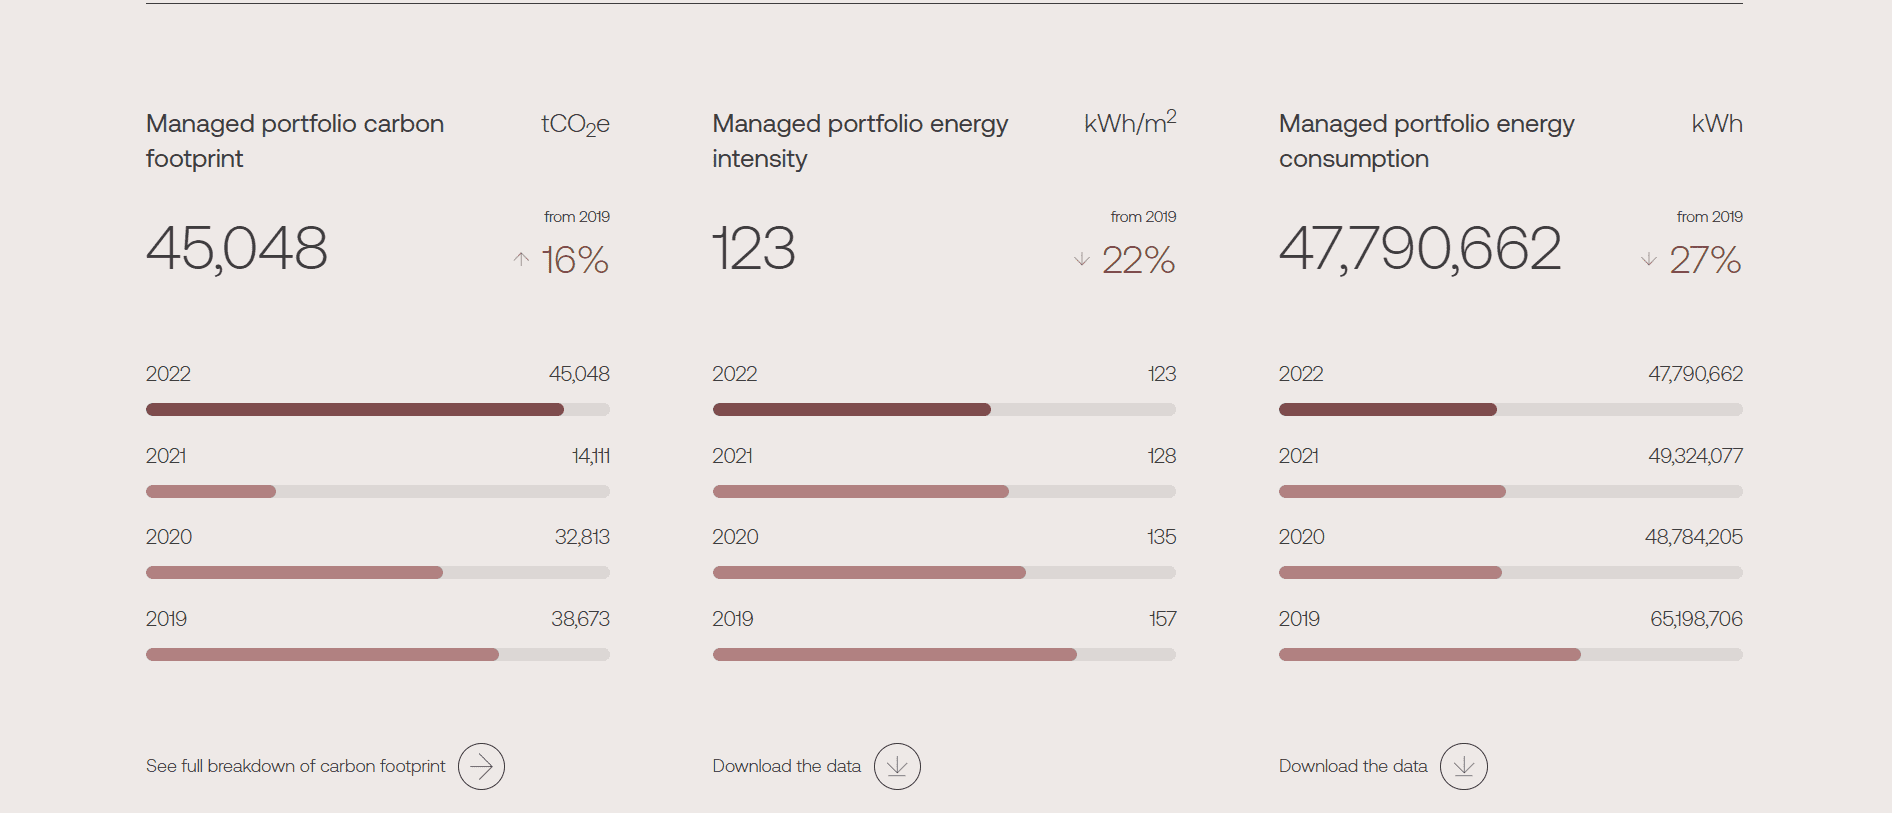 Managed portfolio carbon
footprint
tCO₂e
45,048
from 2019
↑ 16%
2022 45,048
2021 14,111
2020 32,813
2019 38,673
See full breakdown of carbon footprint
Managed portfolio energy
intensity
kWh/m²
123
from 2019
↓ 22%
2022 123
2021 128
2020 135
2019 157
Download the data
Managed portfolio energy
consumption
kWh
47,790,662
from 2019
↓ 27%
2022 47,790,662
2021 49,324,077
2020 48,784,205
2019 65,198,706
Download the data